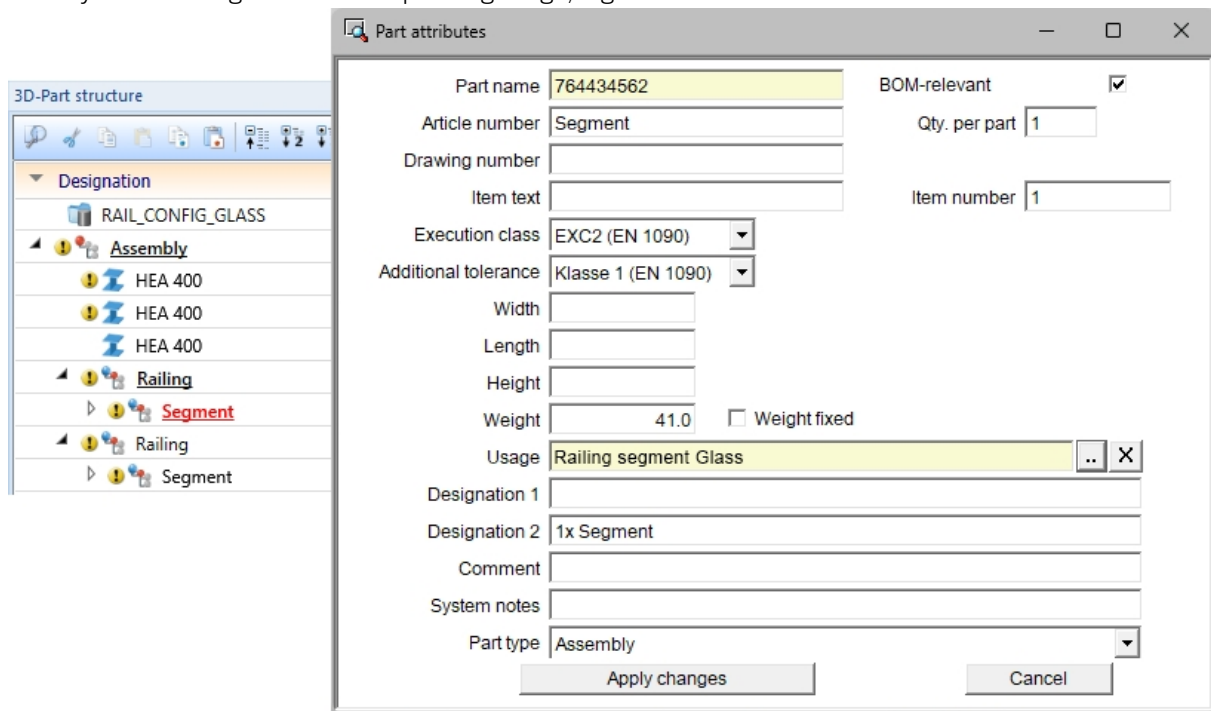 3D-Part structure
Designation
RAIL_CONFIG_GLASS
Assembly
HEA 400
HEA 400
HEA 400
Railing
Segment
Railing
Segment
Part attributes
Part name 764434562 BOM-relevant
Article number Segment Qty. per part 1
Drawing number
Item text Item number 1
Execution class EXC2 (EN 1090)
Additional tolerance Klasse 1 (EN 1090)
Width
Length
Height
Weight 41.0 Weight fixed
Usage Railing segment Glass .. X
Designation 1
Designation 2 1x Segment
Comment
System notes
Part type Assembly
Apply changes Cancel